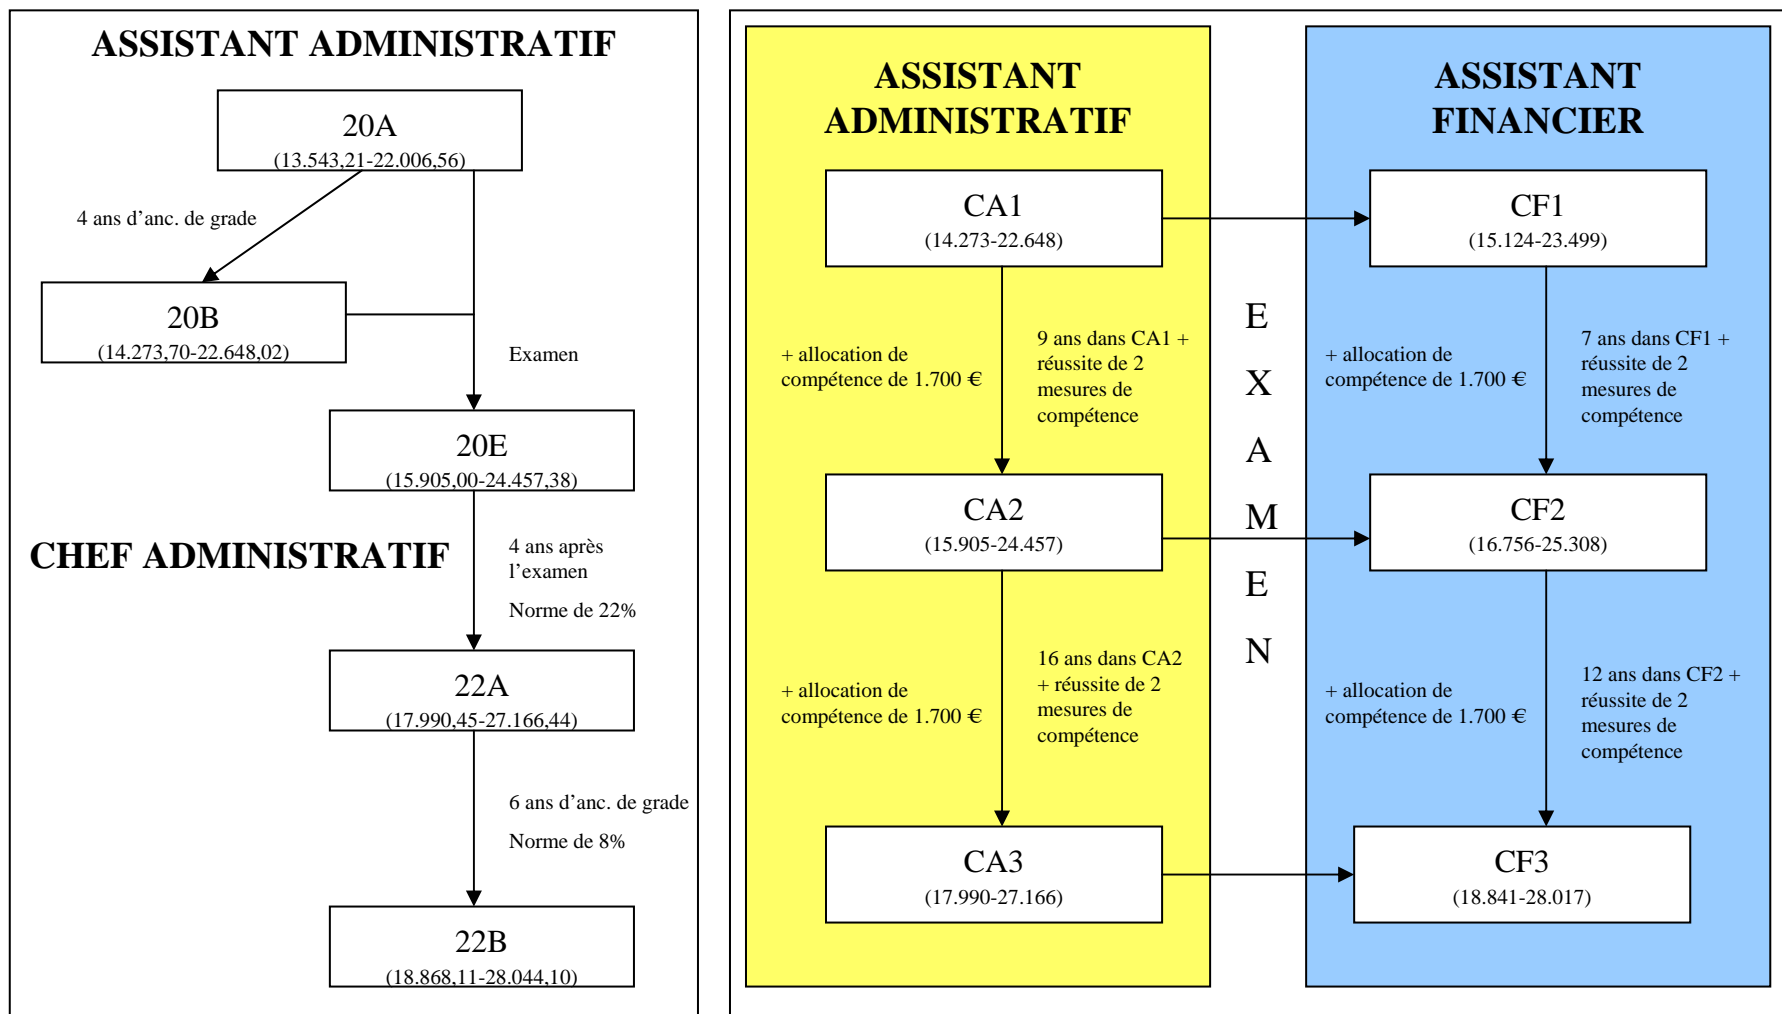 ASSISTANT ADMINISTRATIF
20A
(13.543,21-22.006,56)
4 ans d’anc. de grade
20B
(14.273,70-22.648,02)
Examen
20E
(15.905,00-24.457,38)
CHEF ADMINISTRATIF
4 ans après
l’examen
Norme de 22%
22A
(17.990,45-27.166,44)
6 ans d’anc. de grade
Norme de 8%
22B
(18.868,11-28.044,10)
ASSISTANT
ADMINISTRATIF
CA1
(14.273-22.648)
+ allocation de
compétence de 1.700 €
9 ans dans CA1 +
réussite de 2
mesures de
compétence
CA2
(15.905-24.457)
+ allocation de
compétence de 1.700 €
16 ans dans CA2
+ réussite de 2
mesures de
compétence
CA3
(17.990-27.166)
E
X
A
M
E
N
ASSISTANT
FINANCIER
CF1
(15.124-23.499)
+ allocation de
compétence de 1.700 €
7 ans dans CF1 +
réussite de 2
mesures de
compétence
CF2
(16.756-25.308)
+ allocation de
compétence de 1.700 €
12 ans dans CF2 +
réussite de 2
mesures de
compétence
CF3
(18.841-28.017)